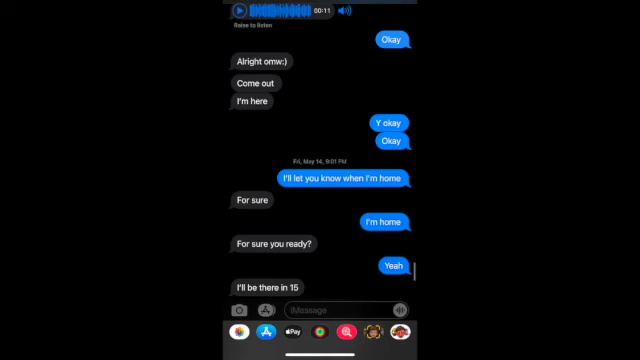 00:11
Raise to listen
Okay
Alright omw:)
Come out
I'm here
Y okay
Okay
Fri, May 14, 9:01 PM
I'll let you know when i'm home
For sure
I'm home
For sure you ready?
Yeah
I'll be there in 15
iMessage
Pay